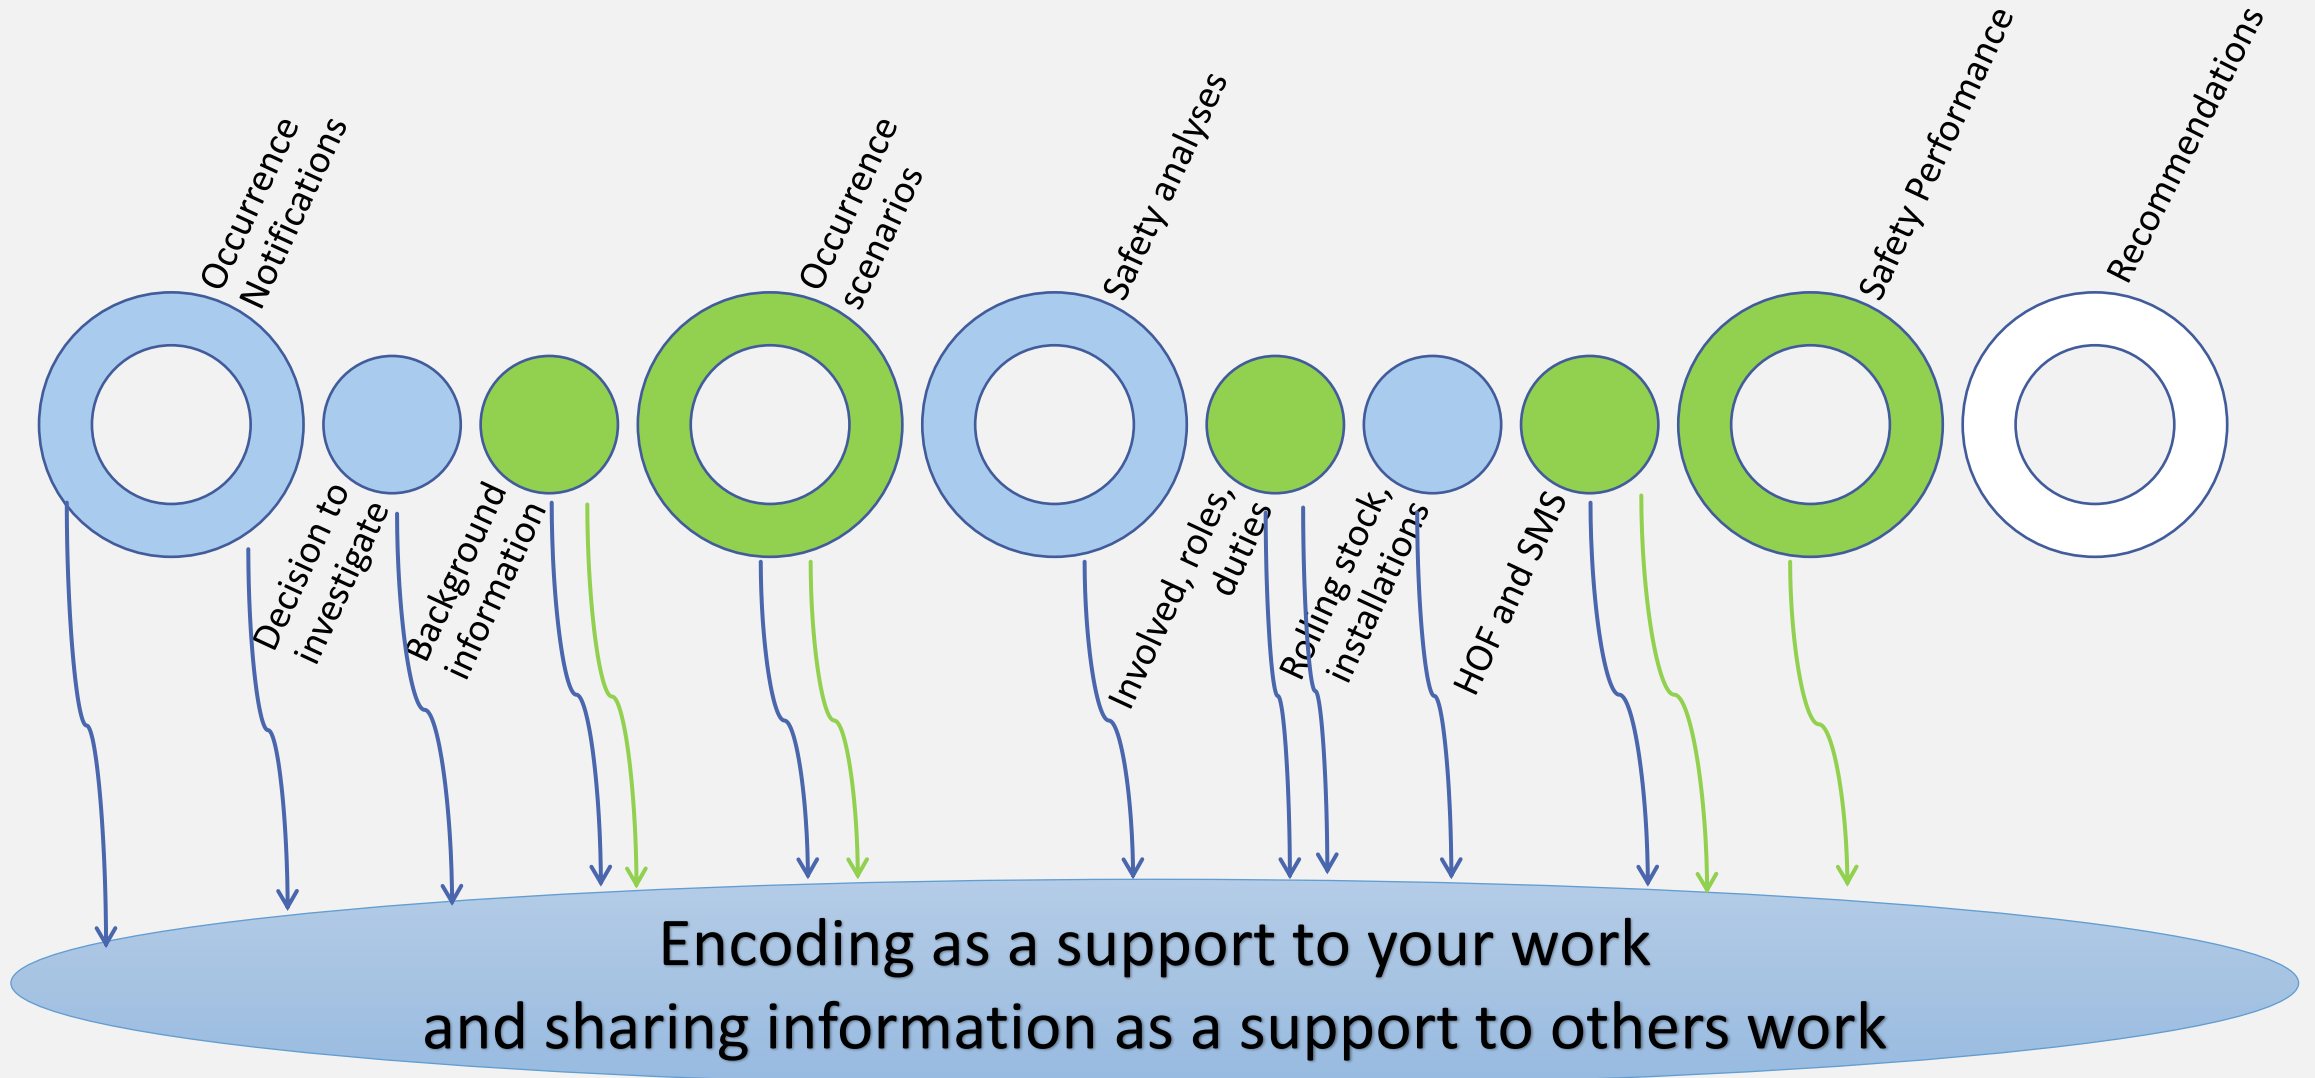 Occurrence
Notifications
Decision to
investigate
Background
information
Occurrence
scenarios
Safety analyses
Involved, roles,
duties
Rolling stock,
installations
HOF and SMS
Safety Performance
Recommendations
Encoding as a support to your work
and sharing information as a support to others work